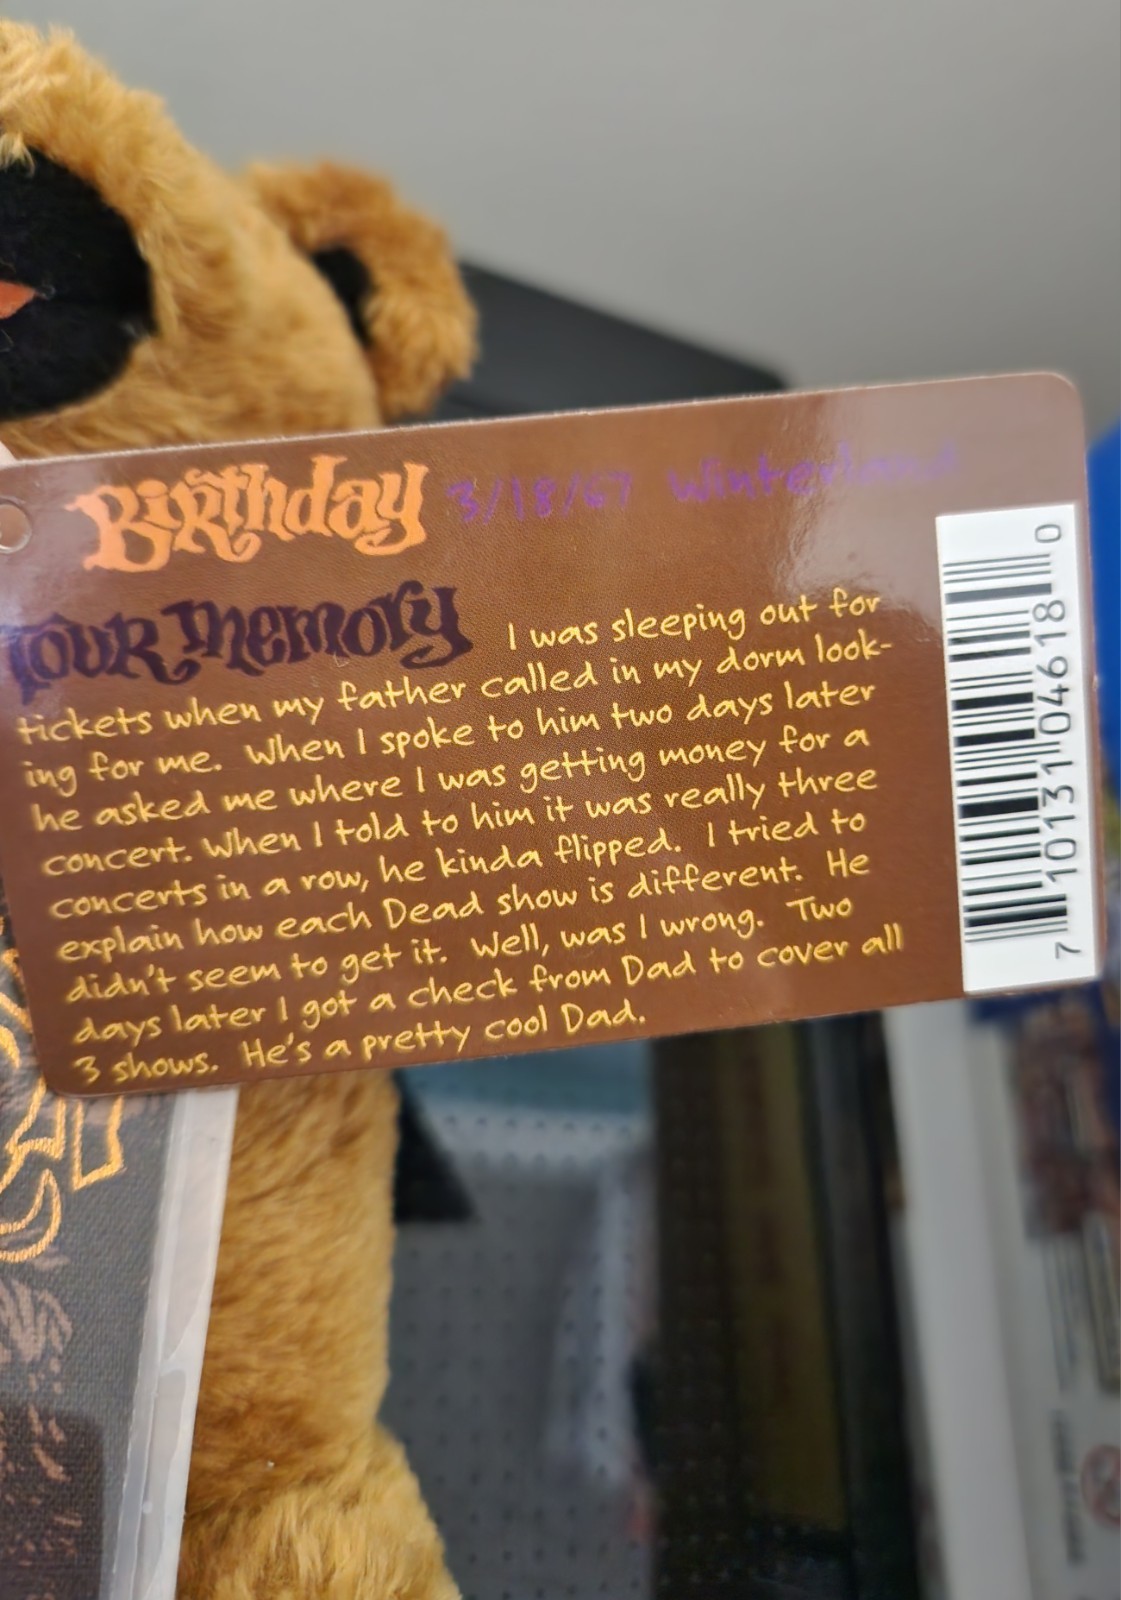 Birthday 3/18/67 Winterland
Tour Memory I was sleeping out for
tickets when my father called in my dorm look-
ing for me. When I spoke to him two days later
he asked me where I was getting money for a
concert. When I told to him it was really three
concerts in a row, he kinda flipped. I tried to
explain how each Dead show is different. He
didn't seem to get it. Well, was I wrong. Two
days later I got a check from Dad to cover all
3 shows. He's a pretty cool Dad.
7 10131 04618 0